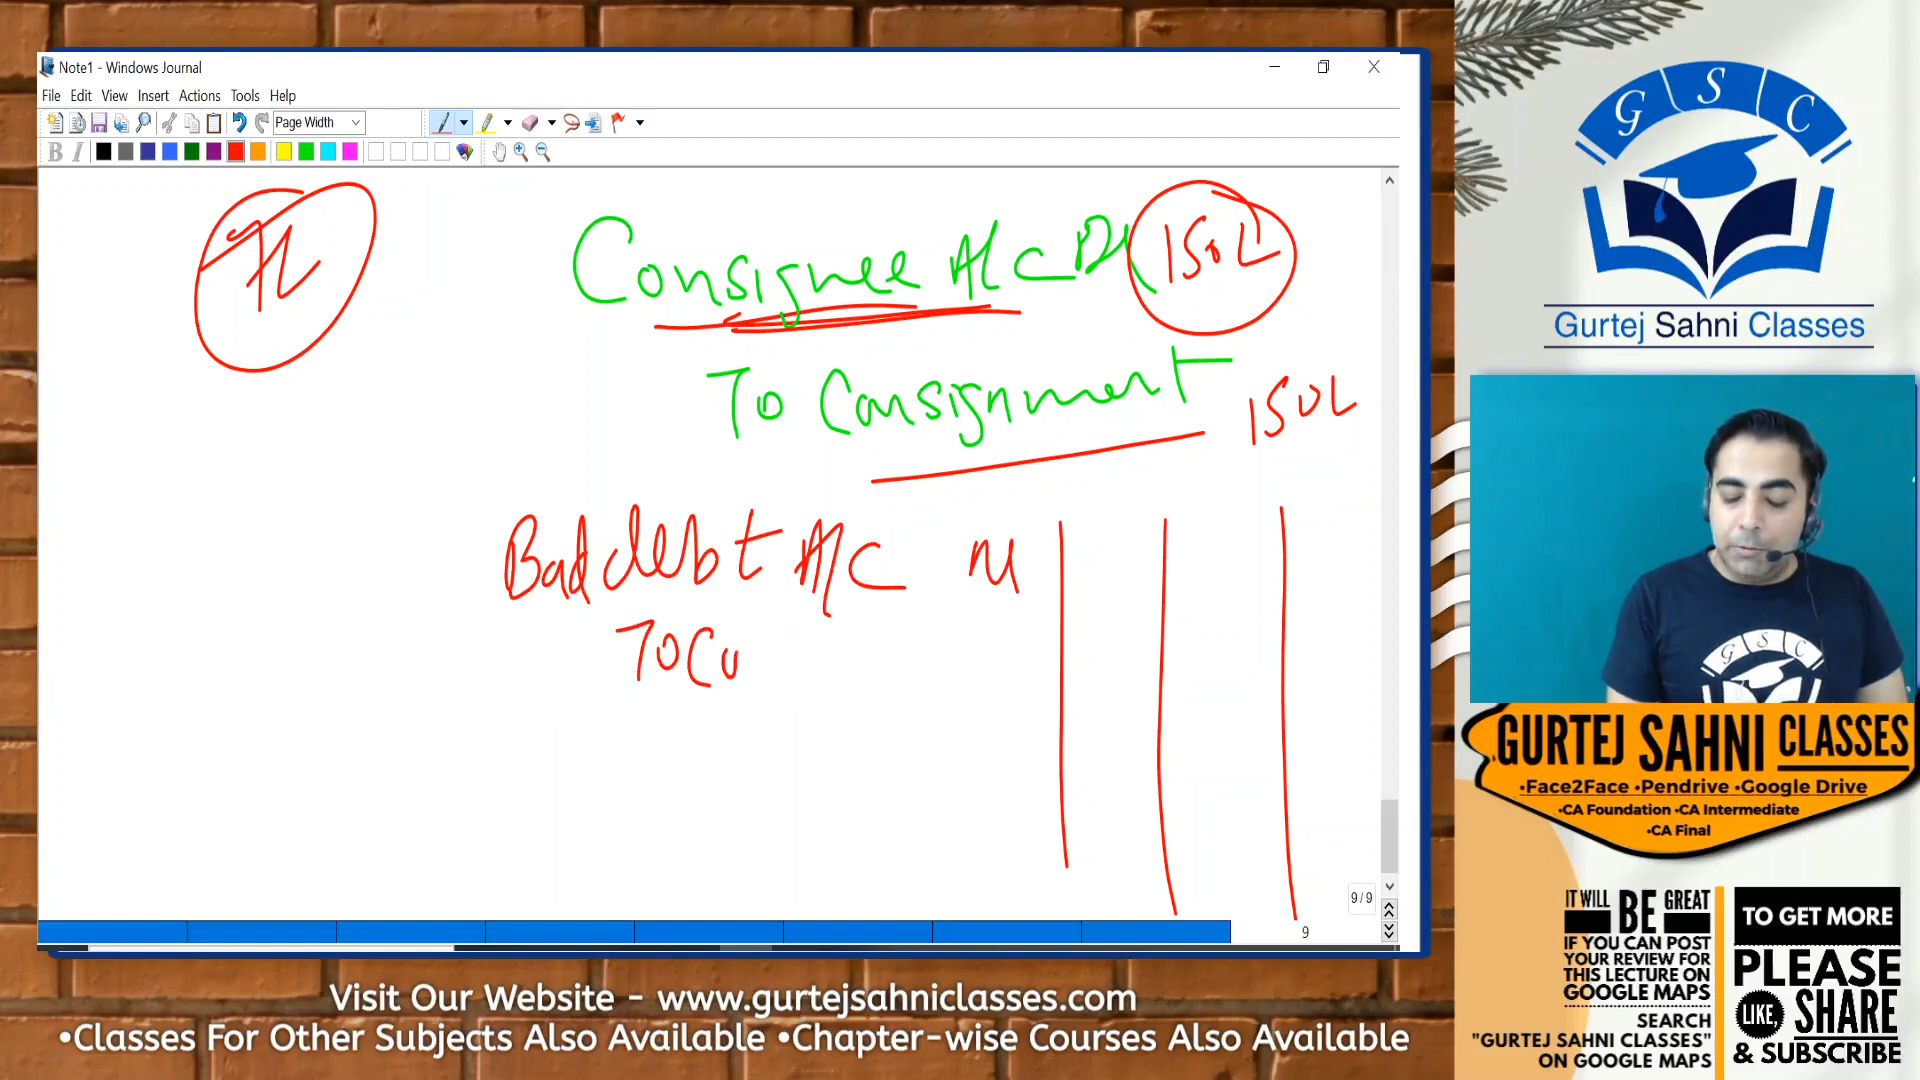 Note1 - Windows Journal
File Edit View Insert Actions Tools Help
Page Width
B I
7L
Consignee A/c Dr 150L
To Consignment 150L
Bad debt A/C
To Co
9/9
9
G S C
Gurtej Sahni Classes
G S C
GURTEJ SAHNI CLASSES
•Face2Face •Pendrive •Google Drive
•CA Foundation •CA Intermediate
•CA Final
IT WILL BE GREAT
IF YOU CAN POST
YOUR REVIEW FOR
THIS LECTURE ON
GOOGLE MAPS
SEARCH
"GURTEJ SAHNI CLASSES"
ON GOOGLE MAPS
TO GET MORE
PLEASE
LIKE, SHARE
& SUBSCRIBE
Visit Our Website - www.gurtejsahniclasses.com
•Classes For Other Subjects Also Available •Chapter-wise Courses Also Available